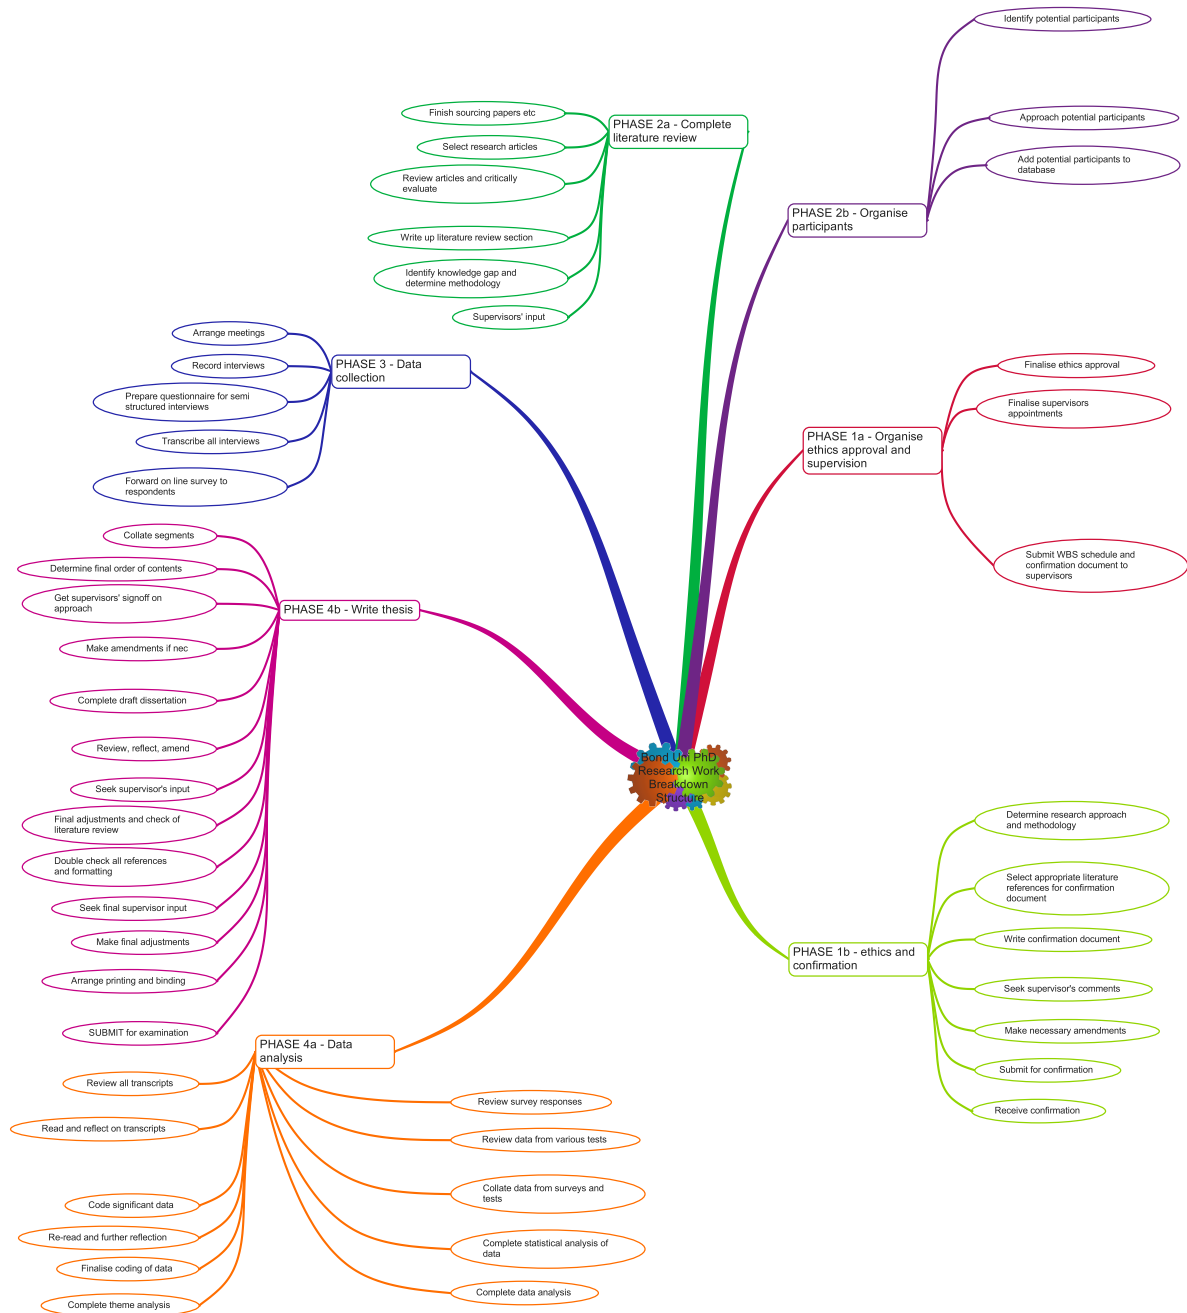 Bond Uni PhD
Research Work
Breakdown
Structure
PHASE 1a - Organise
ethics approval and
supervision
Finalise ethics approval
Finalise supervisors
appointments
Submit WBS schedule and
confirmation document to
supervisors
PHASE 1b - ethics and
confirmation
Determine research approach
and methodology
Select appropriate literature
references for confirmation
document
Write confirmation document
Seek supervisor's comments
Make necessary amendments
Submit for confirmation
Receive confirmation
PHASE 2a - Complete
literature review
Finish sourcing papers etc
Select research articles
Review articles and critically
evaluate
Write up literature review section
Identify knowledge gap and
determine methodology
Supervisors' input
PHASE 2b - Organise
participants
Identify potential participants
Approach potential participants
Add potential participants to
database
PHASE 3 - Data
collection
Arrange meetings
Record interviews
Prepare questionnaire for semi
structured interviews
Transcribe all interviews
Forward on line survey to
respondents
PHASE 4b - Write thesis
Collate segments
Determine final order of contents
Get supervisors' signoff on
approach
Make amendments if nec
Complete draft dissertation
Review, reflect, amend
Seek supervisor's input
Final adjustments and check of
literature review
Double check all references
and formatting
Seek final supervisor input
Make final adjustments
Arrange printing and binding
SUBMIT for examination
PHASE 4a - Data
analysis
Review all transcripts
Read and reflect on transcripts
Code significant data
Re-read and further reflection
Finalise coding of data
Complete theme analysis
Review survey responses
Review data from various tests
Collate data from surveys and
tests
Complete statistical analysis of
data
Complete data analysis